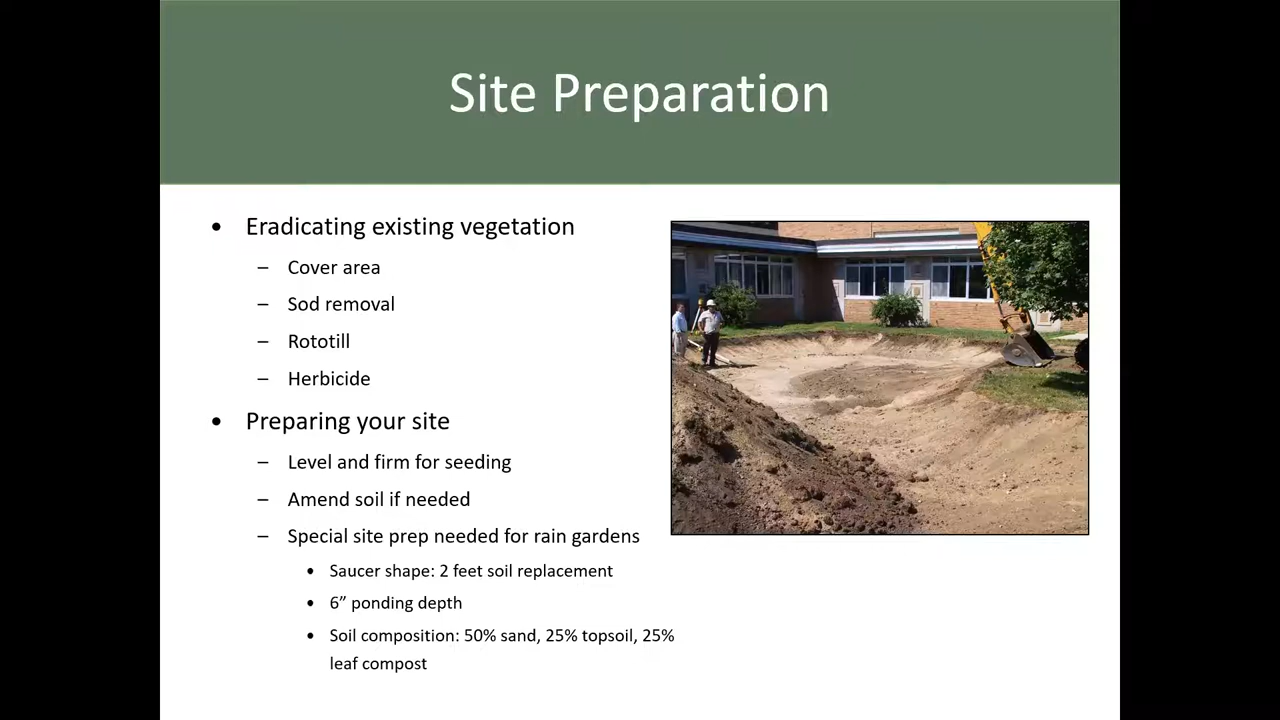 Site Preparation
• Eradicating existing vegetation
– Cover area
– Sod removal
– Rototill
– Herbicide
• Preparing your site
– Level and firm for seeding
– Amend soil if needed
– Special site prep needed for rain gardens
• Saucer shape: 2 feet soil replacement
• 6” ponding depth
• Soil composition: 50% sand, 25% topsoil, 25%
leaf compost